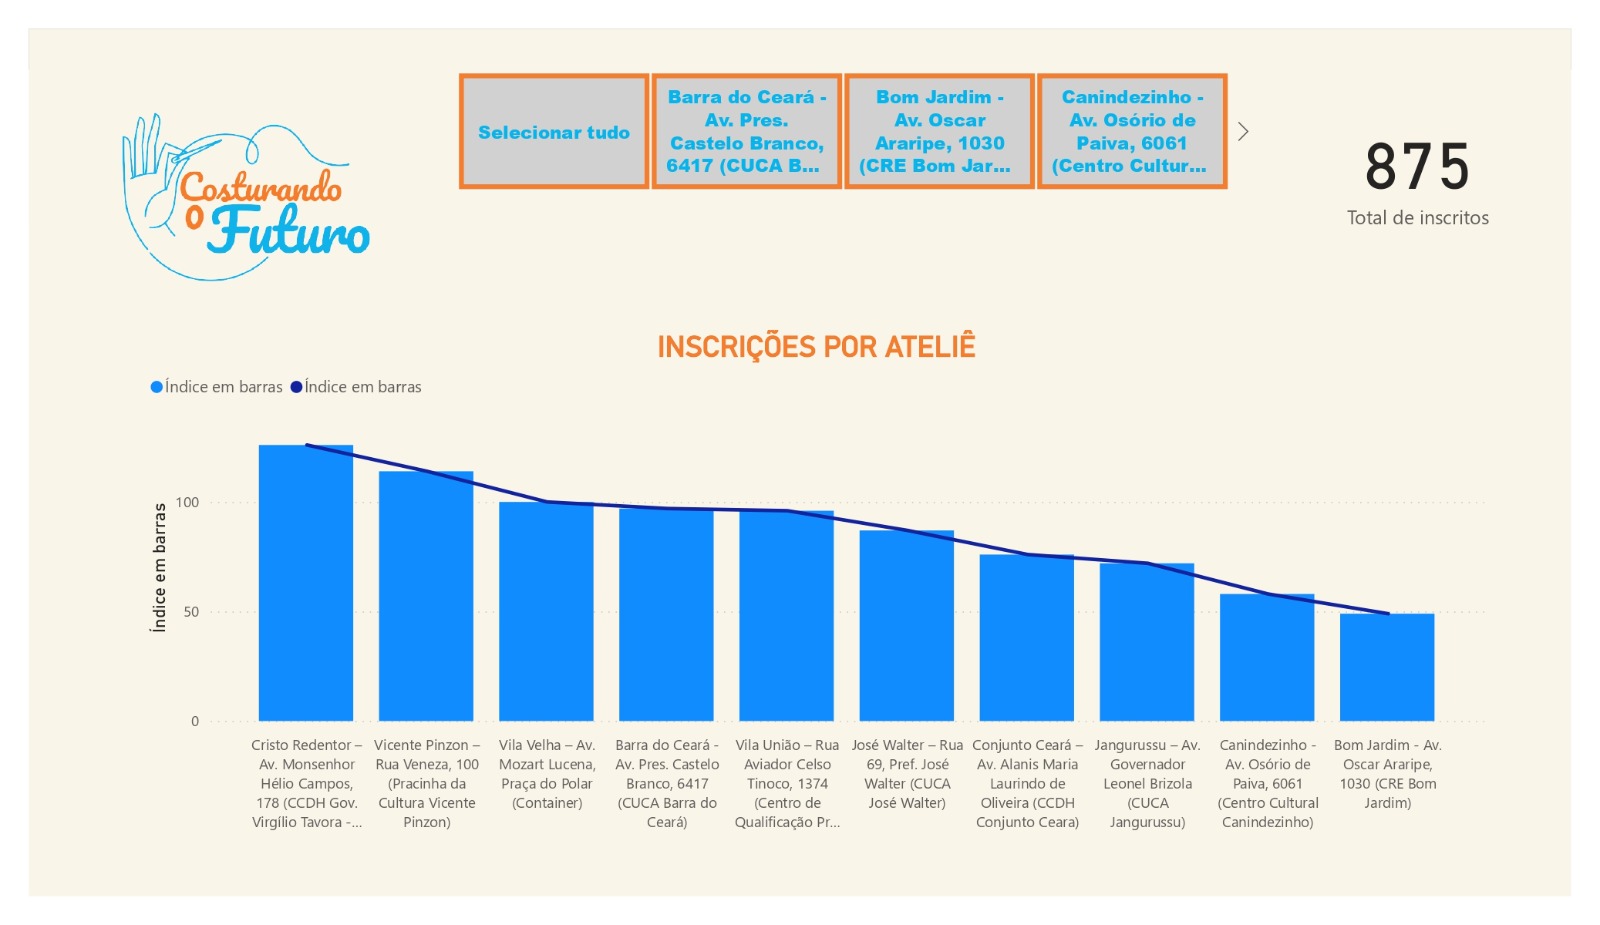 Costurando
o Futuro
Selecionar tudo
Barra do Ceará -
Av. Pres.
Castelo Branco,
6417 (CUCA B...
Bom Jardim -
Av. Oscar
Araripe, 1030
(CRE Bom Jar...
Canindezinho -
Av. Osório de
Paiva, 6061
(Centro Cultur...
875
Total de inscritos
INSCRIÇÕES POR ATELIÊ
Índice em barras Índice em barras
Índice em barras
100
50
0
Cristo Redentor –
Av. Monsenhor
Hélio Campos,
178 (CCDH Gov.
Virgílio Tavora -...
Vicente Pinzon –
Rua Veneza, 100
(Pracinha da
Cultura Vicente
Pinzon)
Vila Velha – Av.
Mozart Lucena,
Praça do Polar
(Container)
Barra do Ceará -
Av. Pres. Castelo
Branco, 6417
(CUCA Barra do
Ceará)
Vila União – Rua
Aviador Celso
Tinoco, 1374
(Centro de
Qualificação Pr...
José Walter – Rua
69, Pref. José
Walter (CUCA
José Walter)
Conjunto Ceará –
Av. Alanis Maria
Laurindo de
Oliveira (CCDH
Conjunto Ceara)
Jangurussu – Av.
Governador
Leonel Brizola
(CUCA
Jangurussu)
Canindezinho -
Av. Osório de
Paiva, 6061
(Centro Cultural
Canindezinho)
Bom Jardim - Av.
Oscar Araripe,
1030 (CRE Bom
Jardim)